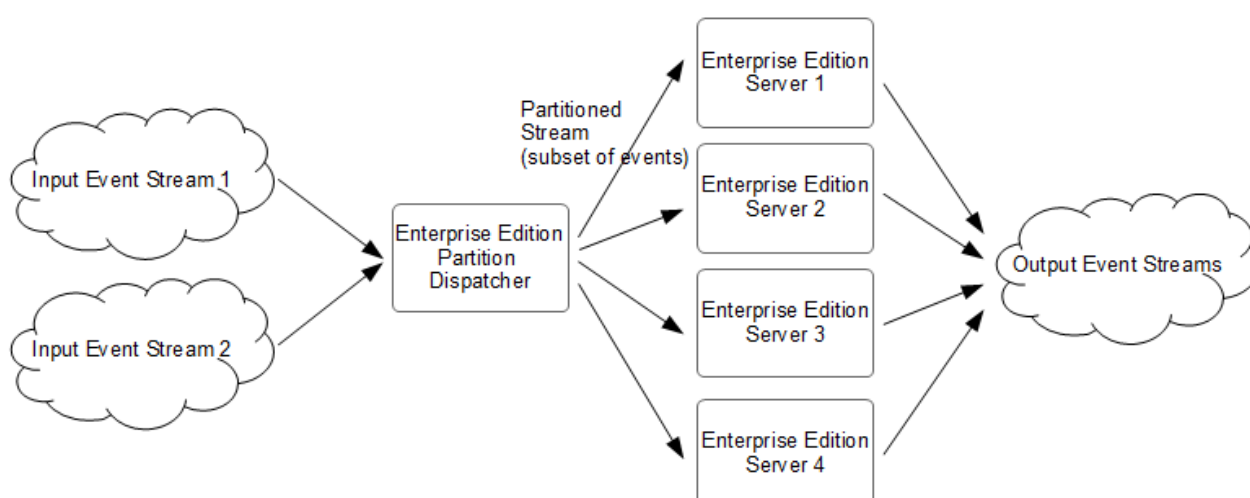 Input Event Stream 1
Input Event Stream 2
Enterprise Edition
Partition
Dispatcher
Partitioned
Stream
(subset of events)
Enterprise Edition
Server 1
Enterprise Edition
Server 2
Enterprise Edition
Server 3
Enterprise Edition
Server 4
Output Event Streams